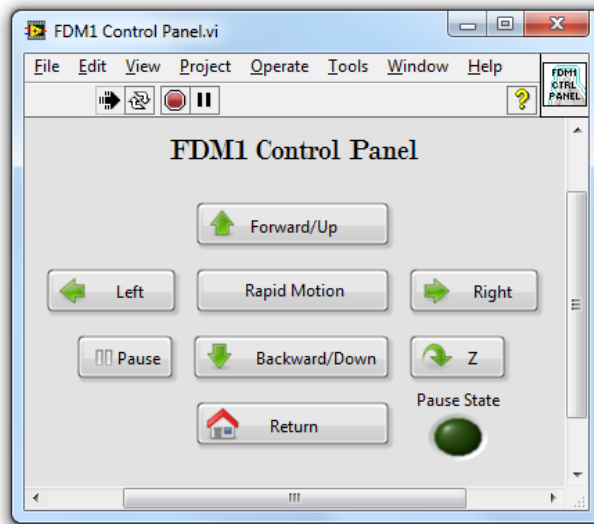 FDM1 Control Panel.vi
File Edit View Project Operate Tools Window Help
FDM1
CTRL
PANEL
?
FDM1 Control Panel
Forward/Up
Left Rapid Motion Right
Pause Backward/Down Z
Return Pause State